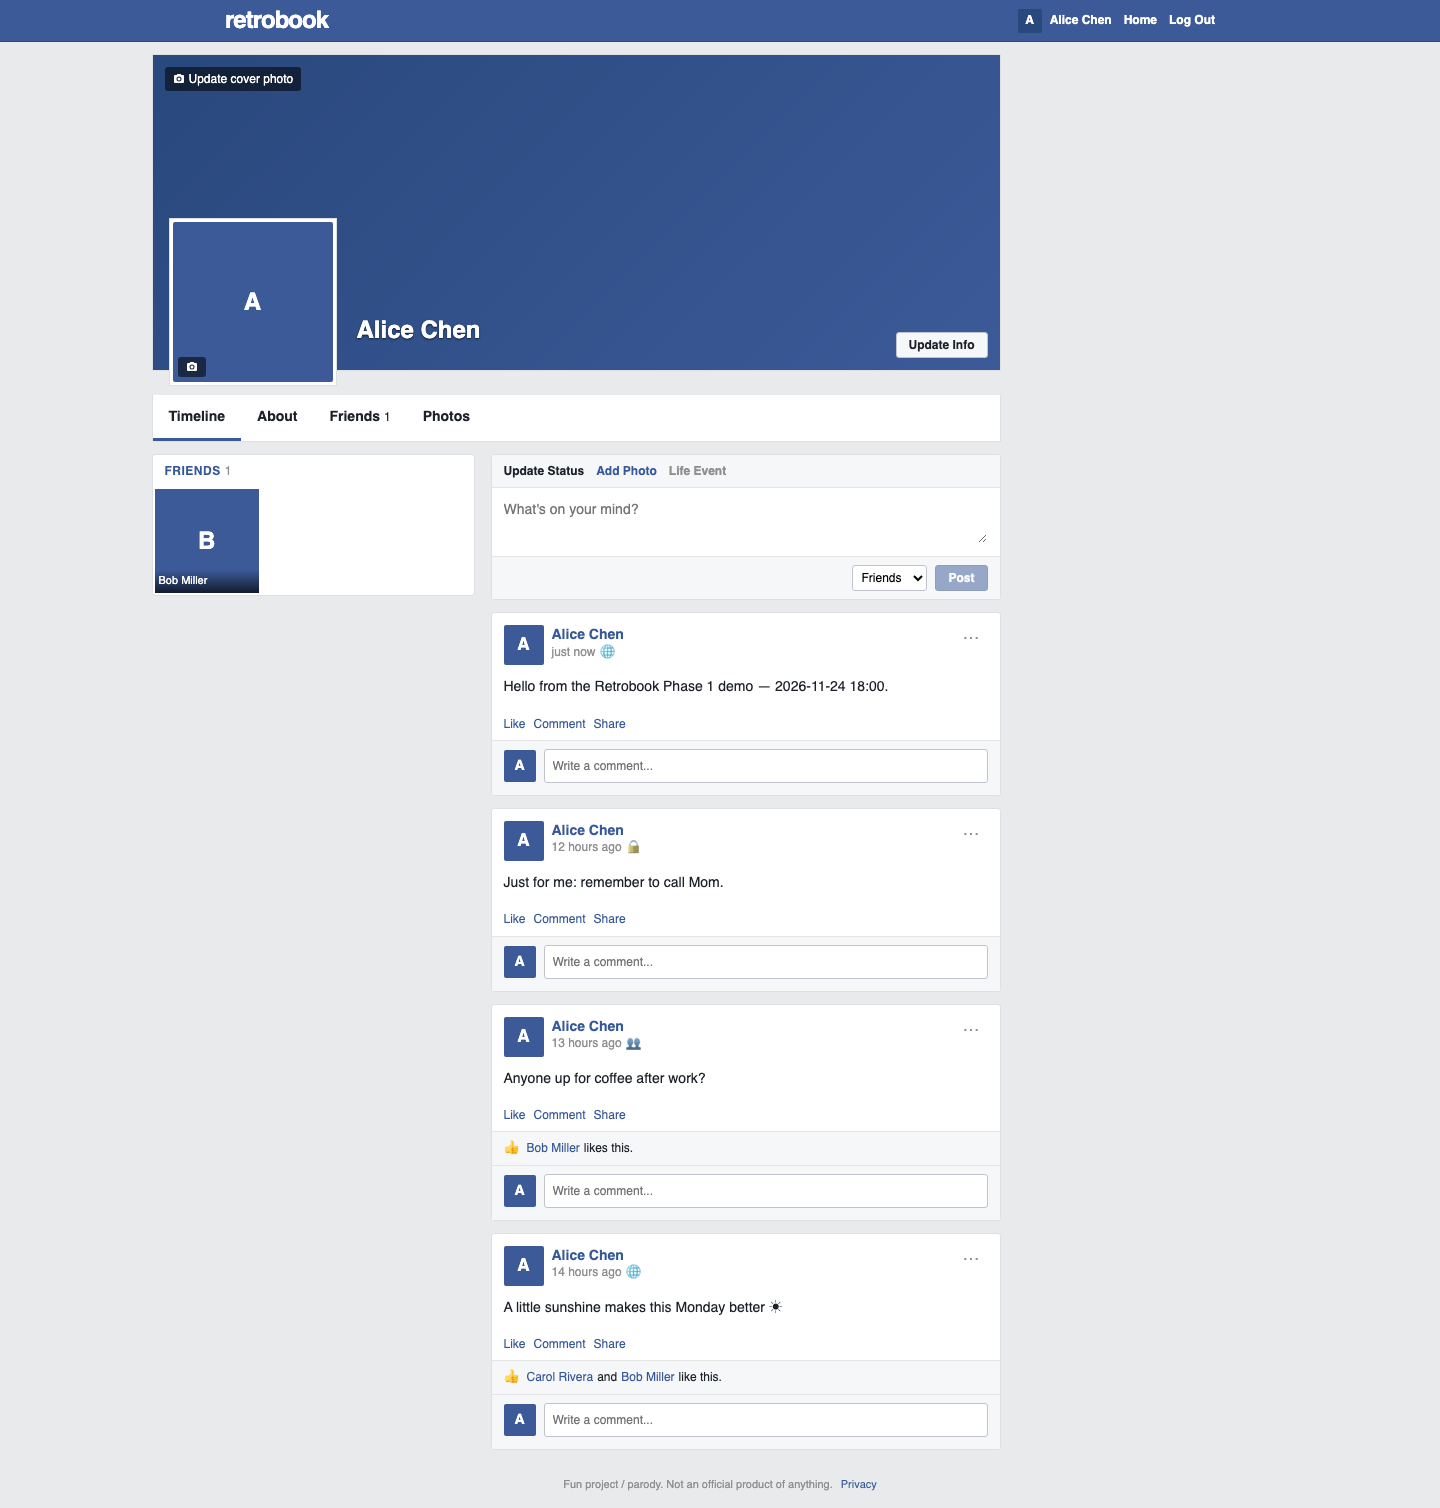 retrobook
A Alice Chen Home Log Out
Update cover photo
A
Alice Chen
Update Info
Timeline About Friends 1 Photos
FRIENDS 1
B
Bob Miller
Update Status Add Photo Life Event
What's on your mind?
Friends Post
A Alice Chen ...
just now
Hello from the Retrobook Phase 1 demo — 2026-11-24 18:00.
Like Comment Share
A Write a comment...
A Alice Chen ...
12 hours ago
Just for me: remember to call Mom.
Like Comment Share
A Write a comment...
A Alice Chen ...
13 hours ago
Anyone up for coffee after work?
Like Comment Share
Bob Miller likes this.
A Write a comment...
A Alice Chen ...
14 hours ago
A little sunshine makes this Monday better ☀
Like Comment Share
Carol Rivera and Bob Miller like this.
A Write a comment...
Fun project / parody. Not an official product of anything. Privacy